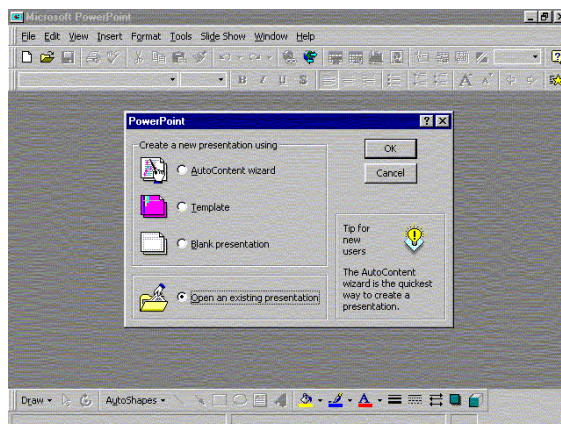 Microsoft PowerPoint
File Edit View Insert Format Tools Slide Show Window Help
B I U S
PowerPoint
Create a new presentation using
AutoContent wizard
Template
Blank presentation
Open an existing presentation
OK
Cancel
Tip for
new
users
The AutoContent
wizard is the quickest
way to create a
presentation.
Draw AutoShapes